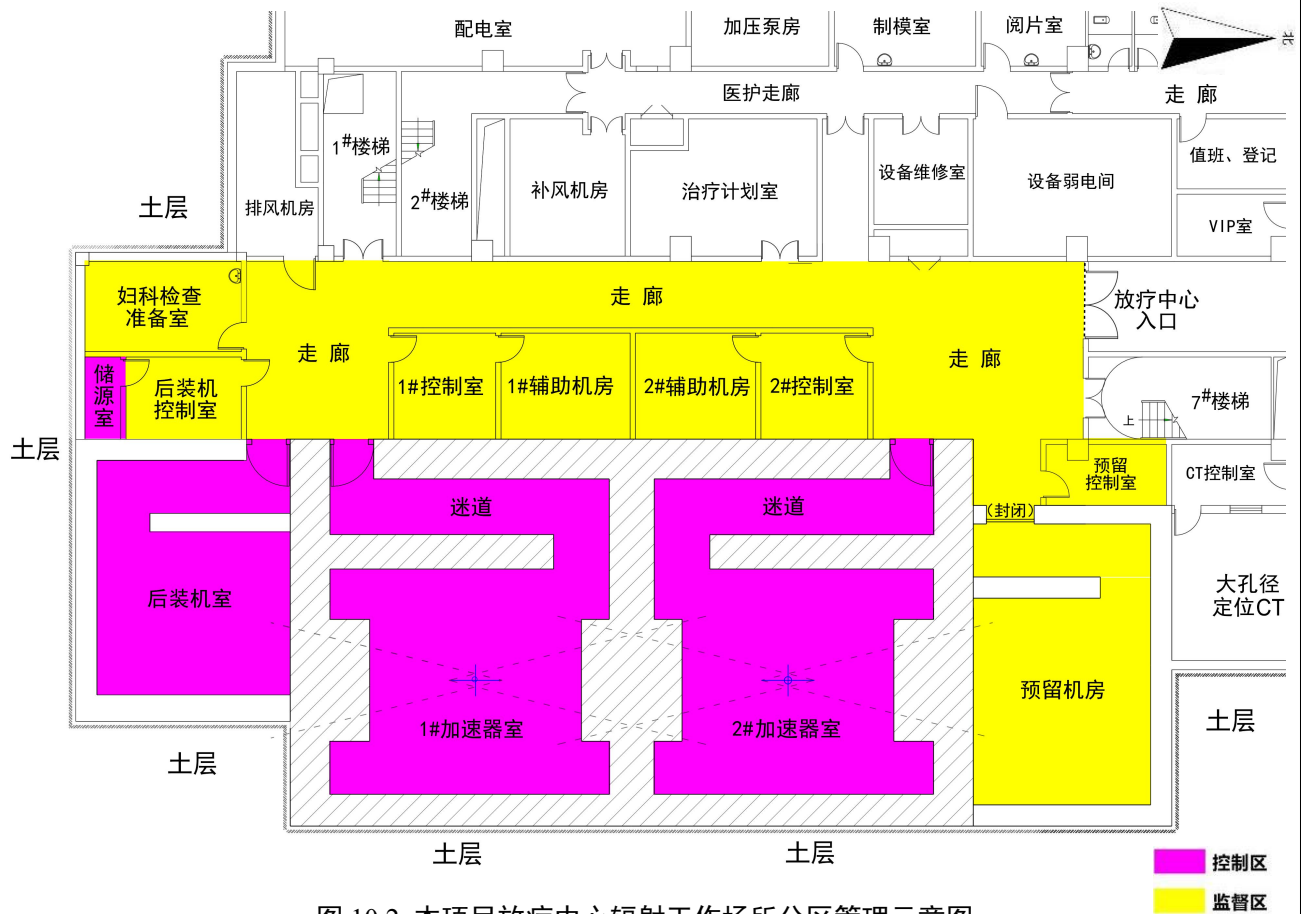 配电室
加压泵房
制模室
阅片室
北
医护走廊
走 廊
1#楼梯
2#楼梯
排风机房
补风机房
治疗计划室
设备维修室
设备弱电间
值班、登记
VIP室
土层
妇科检查
准备室
走 廊
放疗中心
入口
储
源
室
后装机
控制室
走 廊
1#控制室
1#辅助机房
2#辅助机房
2#控制室
走 廊
7#楼梯
上
土层
预留
控制室
CT控制室
迷道
迷道
(封闭)
后装机室
大孔径
定位CT
1#加速器室
2#加速器室
预留机房
土层
土层
土层
土层
控制区
监督区
图 10.2 本项目放疗中心辐射工作场所分区管理示意图